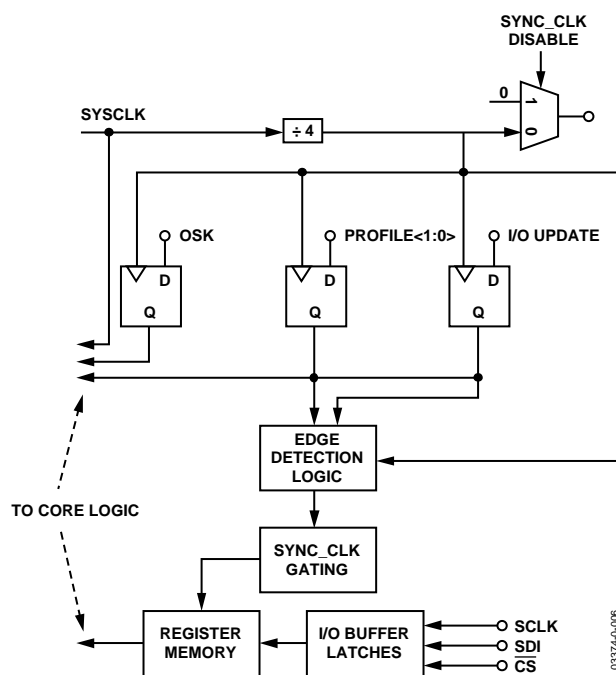 SYNC_CLK
DISABLE
0
1
0
SYSCLK
÷ 4
OSK
PROFILE<1:0>
I/O UPDATE
D
Q
D
Q
D
Q
EDGE
DETECTION
LOGIC
TO CORE LOGIC
SYNC_CLK
GATING
REGISTER
MEMORY
I/O BUFFER
LATCHES
SCLK
SDI
CS
03374-0-006